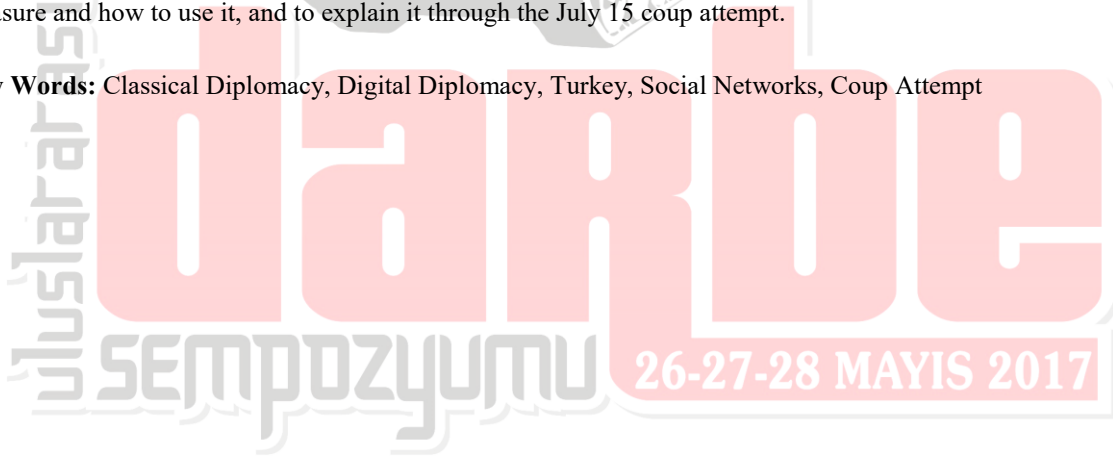 asure and how to use it, and to explain it through the July 15 coup attempt.
Words: Classical Diplomacy, Digital Diplomacy, Turkey, Social Networks, Coup Attempt
uluslararası
darbe
SEMPOZYUMU
26-27-28 MAYIS 2017